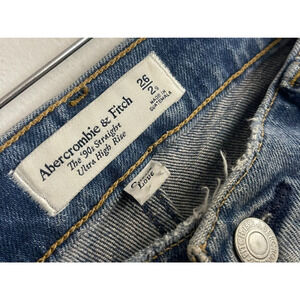 Abercrombie & Fitch
The '90s Straight
Ultra High Rise
26
2-S
MADE IN
GUATEMALA